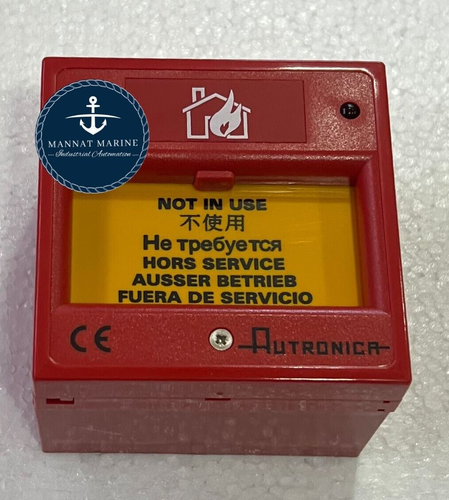 MANNAT MARINE
Industrial Automation
NOT IN USE
不使用
Не требуется
HORS SERVICE
AUSSER BETRIEB
FUERA DE SERVICIO
CE
AUTRONICA